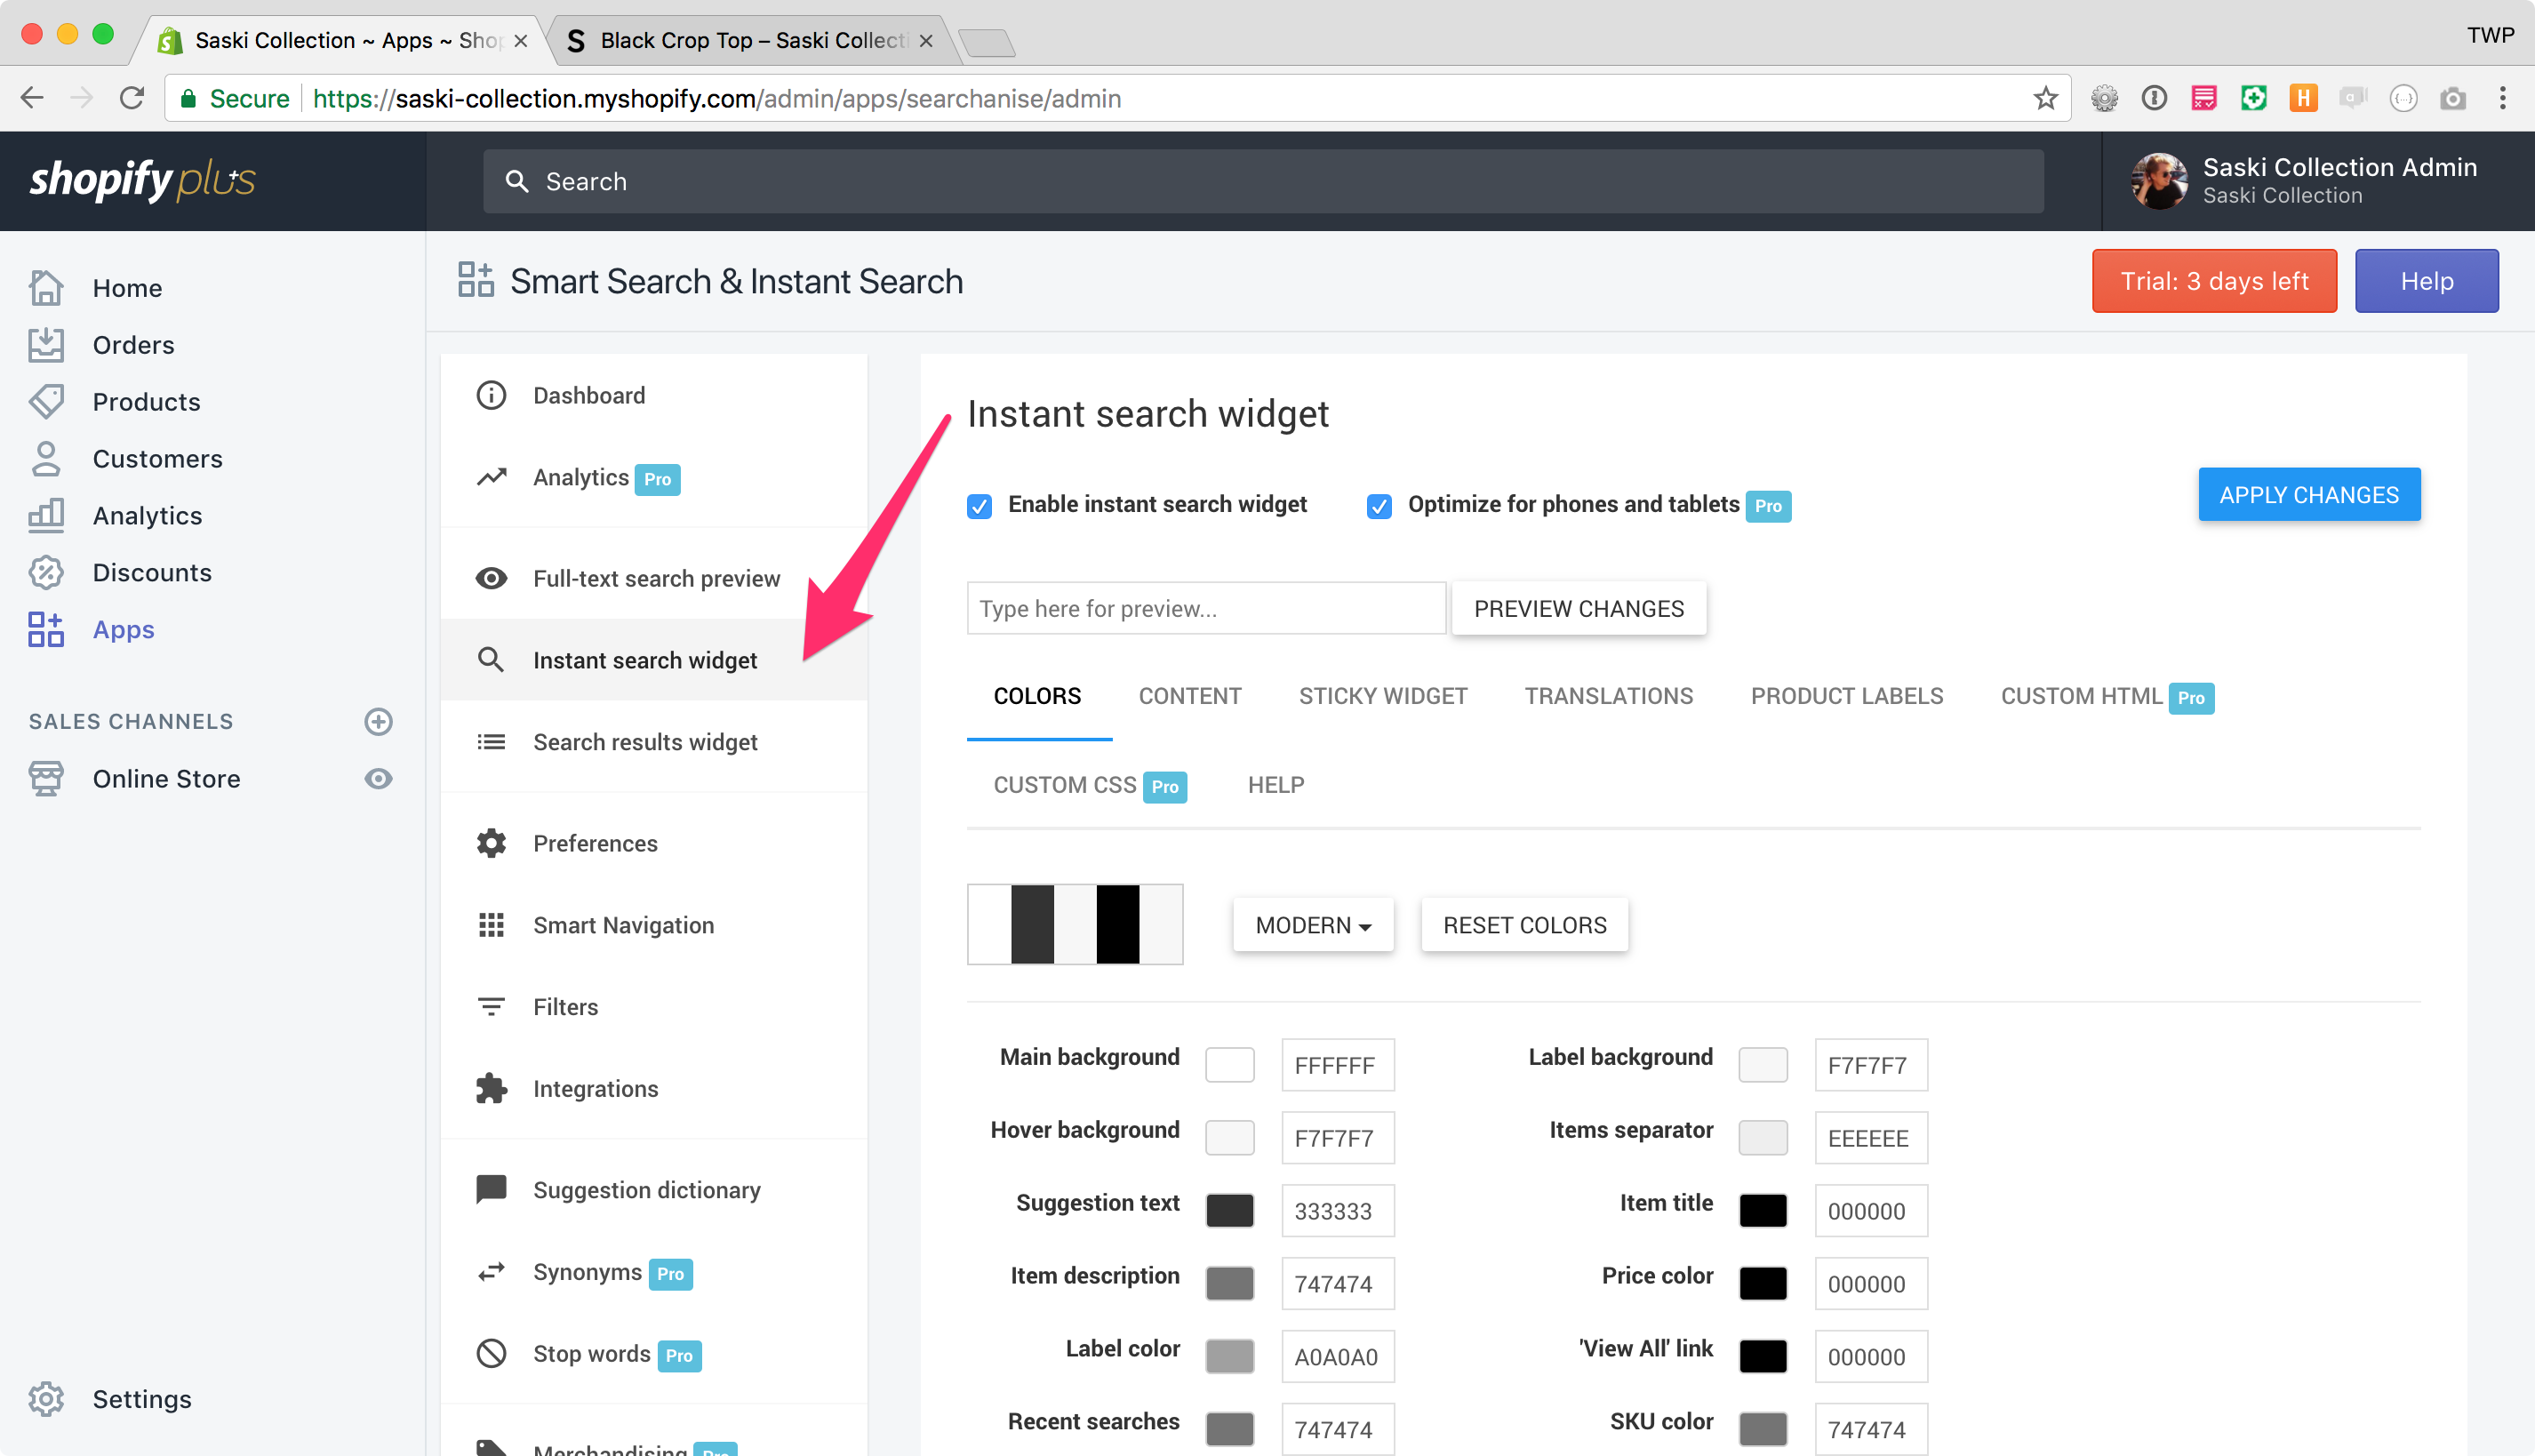 Saski Collection ~ Apps ~ Shop
Black Crop Top – Saski Collecti
TWP
Secure
https://saski-collection.myshopify.com/admin/apps/searchanise/admin
shopify plus
Search
Saski Collection Admin
Saski Collection
Home
Orders
Products
Customers
Analytics
Discounts
Apps
SALES CHANNELS
Online Store
Settings
Smart Search & Instant Search
Trial: 3 days left
Help
Dashboard
Analytics Pro
Full-text search preview
Instant search widget
Search results widget
Preferences
Smart Navigation
Filters
Integrations
Suggestion dictionary
Synonyms Pro
Stop words Pro
Merchandising Pro
Instant search widget
Enable instant search widget
Optimize for phones and tablets Pro
APPLY CHANGES
Type here for preview...
PREVIEW CHANGES
COLORS CONTENT STICKY WIDGET TRANSLATIONS PRODUCT LABELS CUSTOM HTML Pro
CUSTOM CSS Pro HELP
MODERN
RESET COLORS
Main background FFFFFF Label background F7F7F7
Hover background F7F7F7 Items separator EEEEEE
Suggestion text 333333 Item title 000000
Item description 747474 Price color 000000
Label color A0A0A0 'View All' link 000000
Recent searches 747474 SKU color 747474